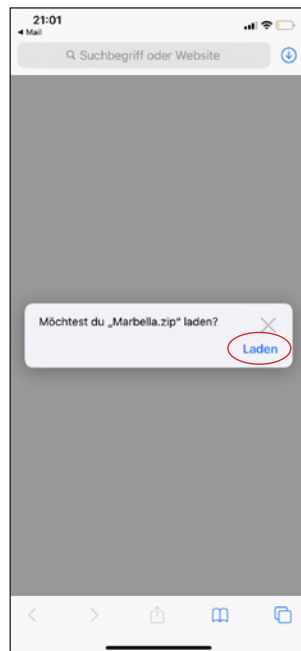 21:01
◀ Mail
Suchbegriff oder Website
Möchtest du „Marbella.zip“ laden?
Laden